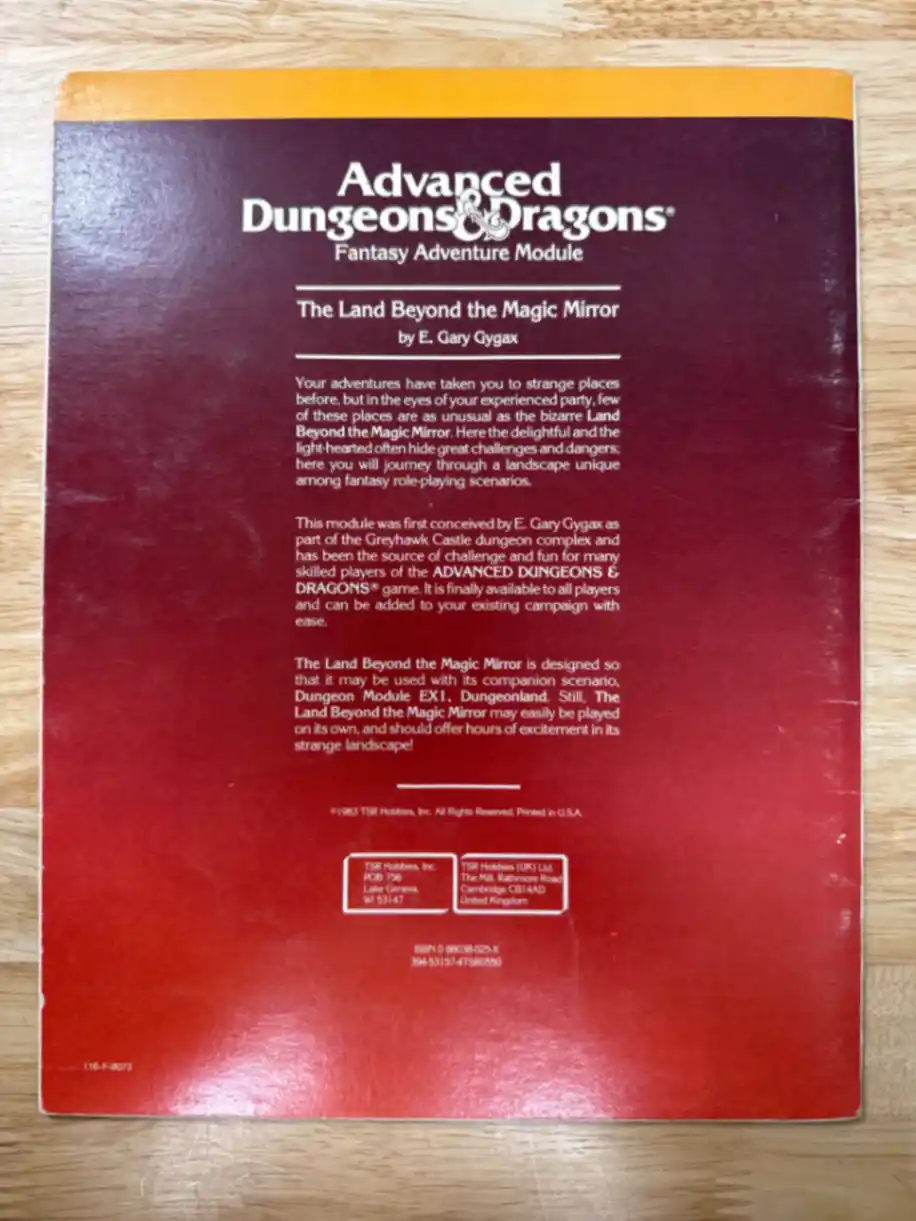 Advanced
Dungeons & Dragons®
Fantasy Adventure Module
The Land Beyond the Magic Mirror
by E. Gary Gygax
Your adventures have taken you to strange places
before, but in the eyes of your experienced party, few
of these places are as unusual as the bizarre Land
Beyond the Magic Mirror. Here the delightful and the
light-hearted often hide great challenges and dangers;
here you will journey through a landscape unique
among fantasy role-playing scenarios.
This module was first conceived by E. Gary Gygax as
part of the Greyhawk Castle dungeon complex and
has been the source of challenge and fun for many
skilled players of the ADVANCED DUNGEONS &
DRAGONS® game. It is finally available to all players
and can be added to your existing campaign with
ease.
The Land Beyond the Magic Mirror is designed so
that it may be used with its companion scenario,
Dungeon Module EX1, Dungeonland. Still, The
Land Beyond the Magic Mirror may easily be played
on its own, and should offer hours of excitement in its
strange landscape!
©1983 TSR Hobbies, Inc. All Rights Reserved. Printed in U.S.A.
TSR Hobbies, Inc.
POB 756
Lake Geneva,
WI 53147
TSR Hobbies (UK) Ltd.
The Mill, Rathmore Road
Cambridge CB14AD
United Kingdom
ISBN 0-88038-025-X
394-53157-4TSR0550